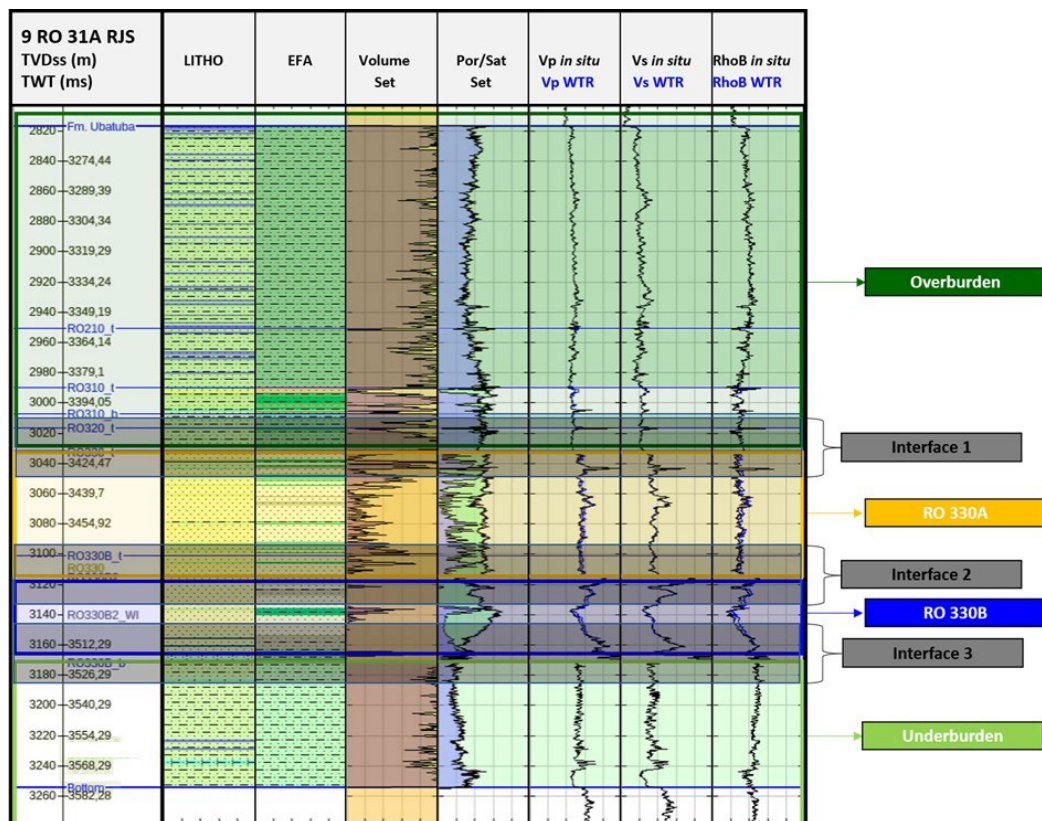 9 RO 31A RJS
TVDss (m)
TWT (ms)
LITHO
EFA
Volume
Set
Por/Sat
Set
Vp in situ
Vp WTR
Vs in situ
Vs WTR
RhoB in situ
RhoB WTR
Fm. Ubatuba
2820
2840 3274,44
2860 3289,39
2880 3304,34
2900 3319,29
2920 3334,24
Overburden
2940 3349,19
RO210_t
2960 3364,14
2980 3379,1
RO310_t
3000 3394,05
RO310_b
RO320_t
3020
Interface 1
3040 3424,47
3060 3439,7
RO 330A
3080 3454,92
3100 RO330B_t
RO330
Interface 2
3120
3140 RO330B2_WI
RO 330B
3160 3512,29
Interface 3
RO330B_b
3180 3526,29
3200 3540,29
3220 3554,29
Underburden
3240 3568,29
Bottom
3260 3582,28